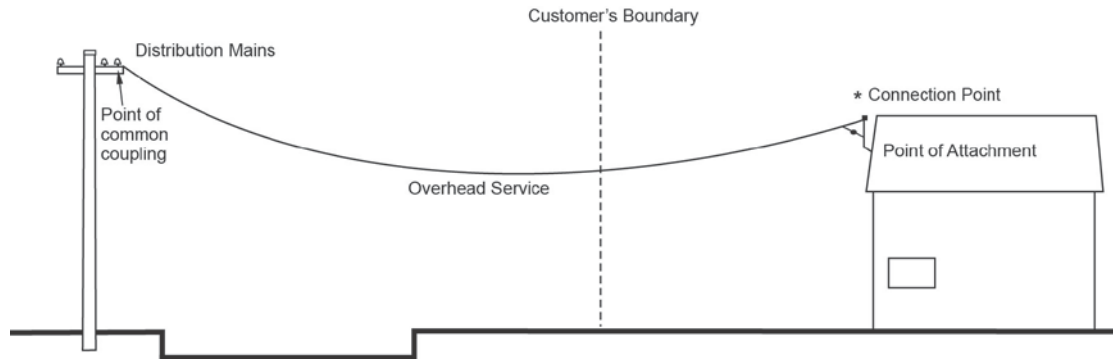 Customer's Boundary
Distribution Mains
* Connection Point
Point of
common
coupling
Point of Attachment
Overhead Service